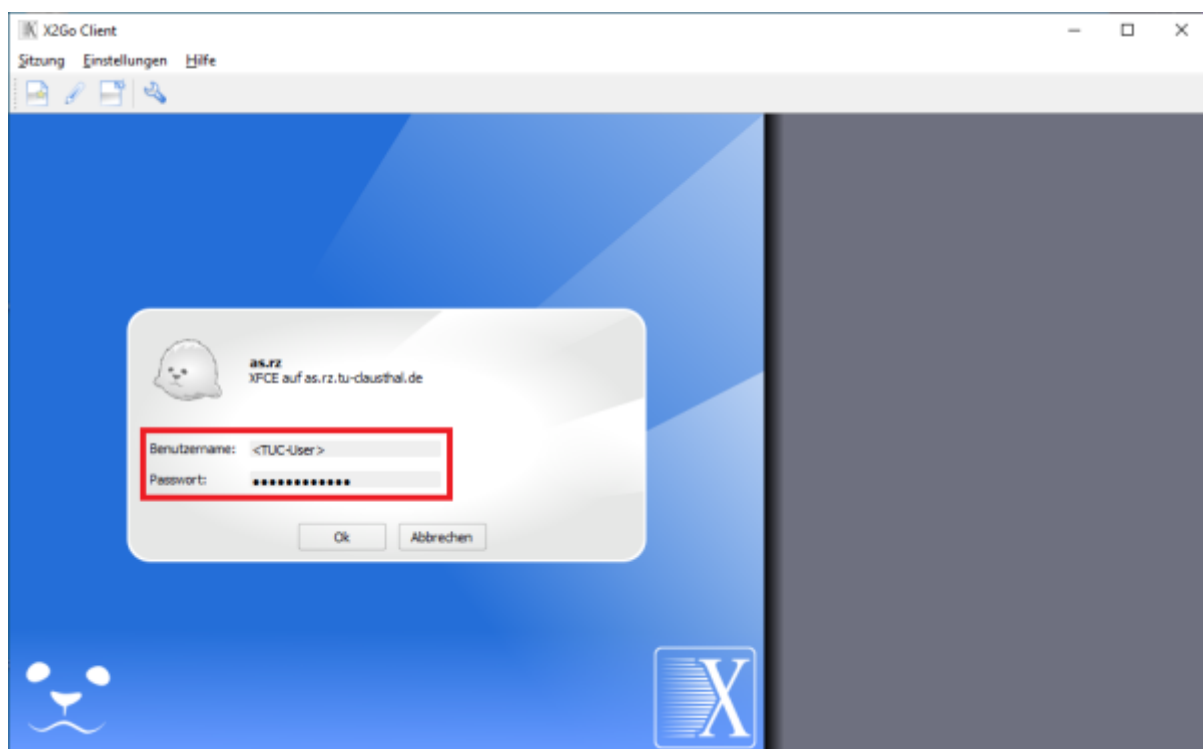 X2Go Client
Sitzung Einstellungen Hilfe
as.rz
XFCE auf as.rz.tu-clausthal.de
Benutzername: <TUC-User>
Passwort: ●●●●●●●●●●●●
Ok Abbrechen
X